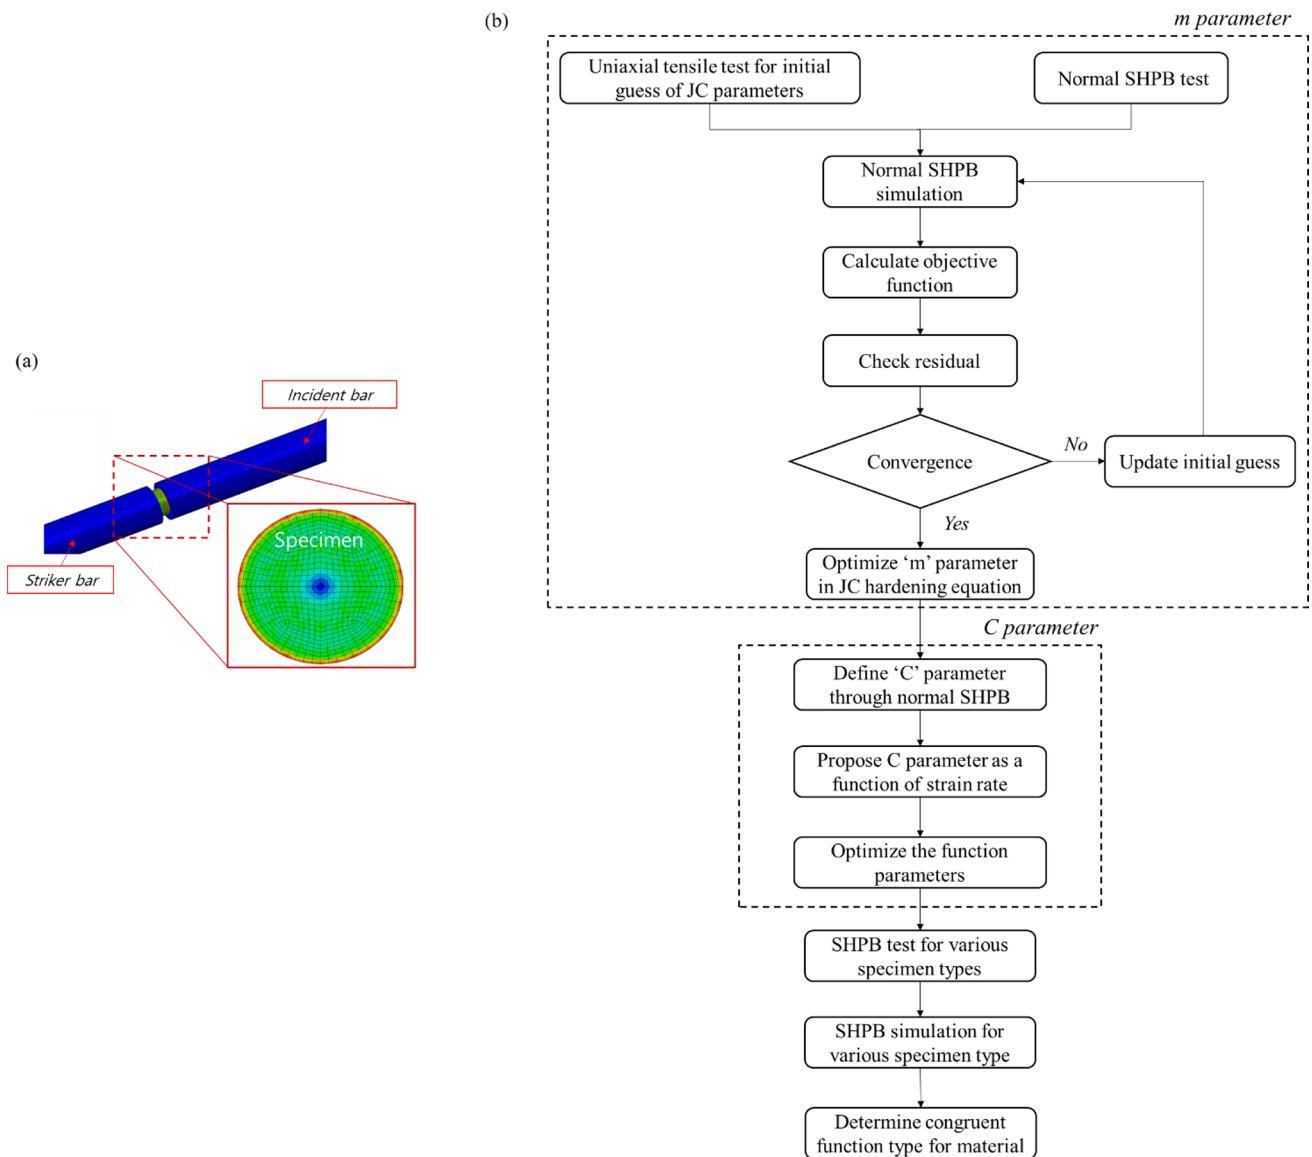 (a)
Incident bar
Specimen
Striker bar
(b)
m parameter
Uniaxial tensile test for initial
guess of JC parameters
Normal SHPB test
Normal SHPB
simulation
Calculate objective
function
Check residual
Convergence
No
Update initial guess
Yes
Optimize ‘m’ parameter
in JC hardening equation
C parameter
Define ‘C’ parameter
through normal SHPB
Propose C parameter as a
function of strain rate
Optimize the function
parameters
SHPB test for various
specimen types
SHPB simulation for
various specimen type
Determine congruent
function type for material